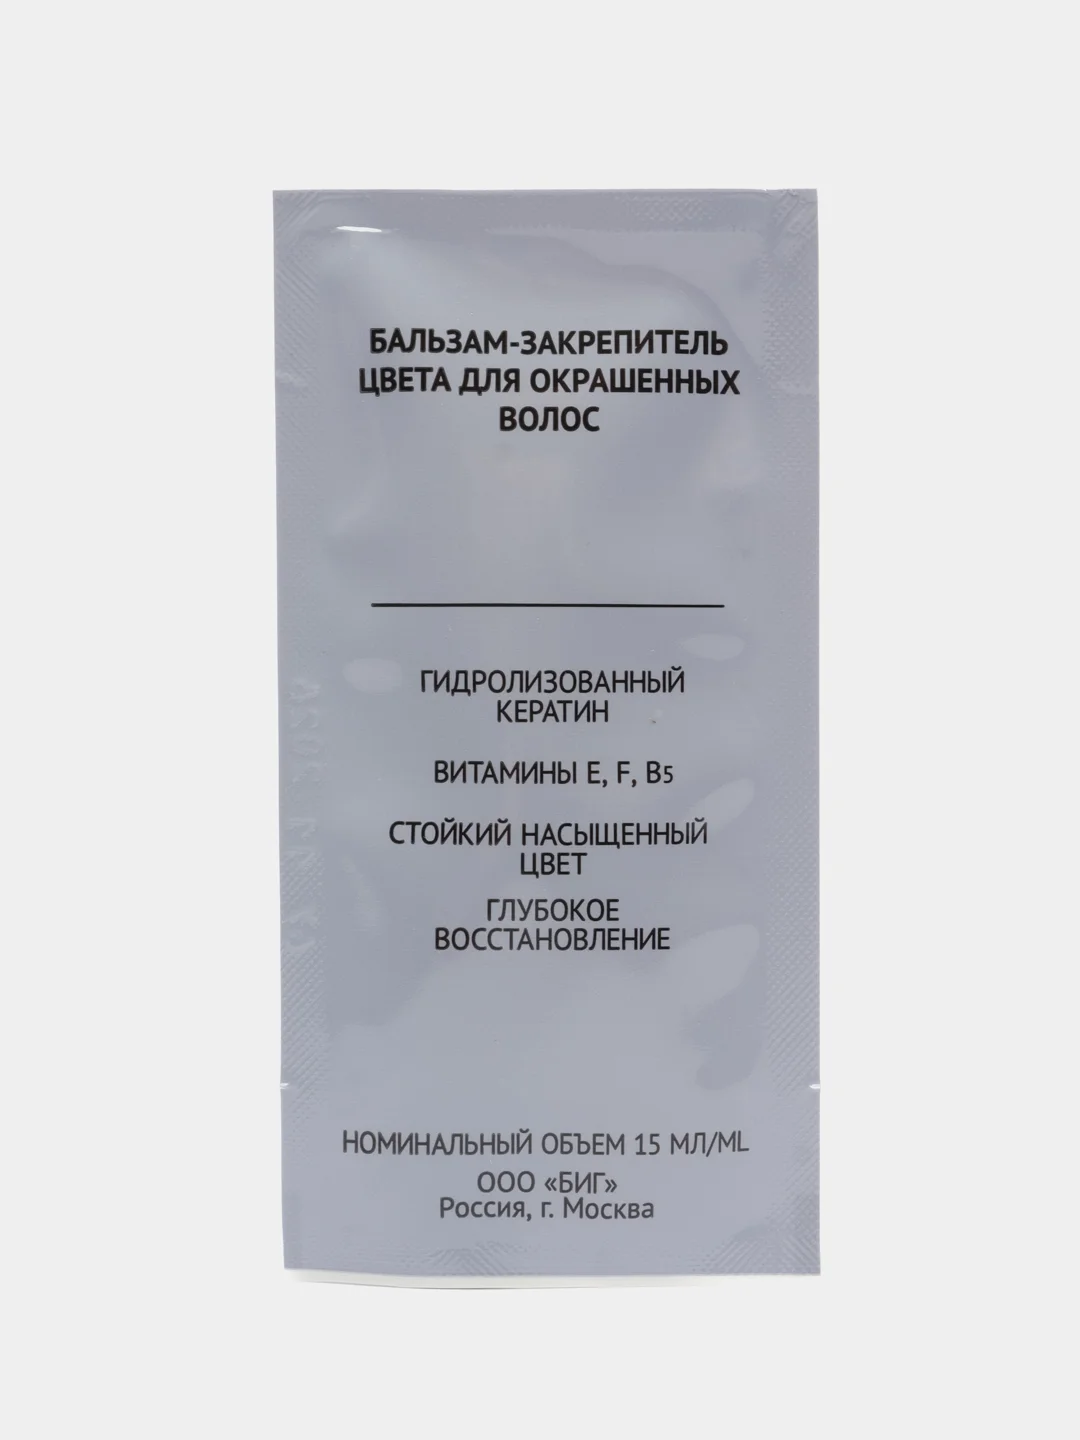 БАЛЬЗАМ-ЗАКРЕПИТЕЛЬ
ЦВЕТА ДЛЯ ОКРАШЕННЫХ
ВОЛОС
ГИДРОЛИЗОВАННЫЙ
КЕРАТИН
ВИТАМИНЫ E, F, B5
СТОЙКИЙ НАСЫЩЕННЫЙ
ЦВЕТ
ГЛУБОКОЕ
ВОССТАНОВЛЕНИЕ
НОМИНАЛЬНЫЙ ОБЪЕМ 15 МЛ/ML
ООО «БИГ»
Россия, г. Москва